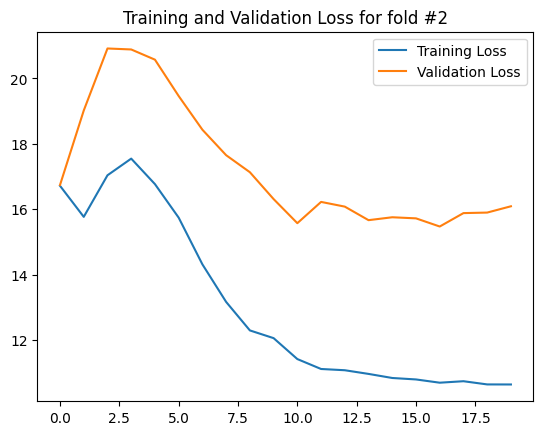 Training and Validation Loss for fold #2
Training Loss
Validation Loss
20
18
16
14
12
0.0 2.5 5.0 7.5 10.0 12.5 15.0 17.5